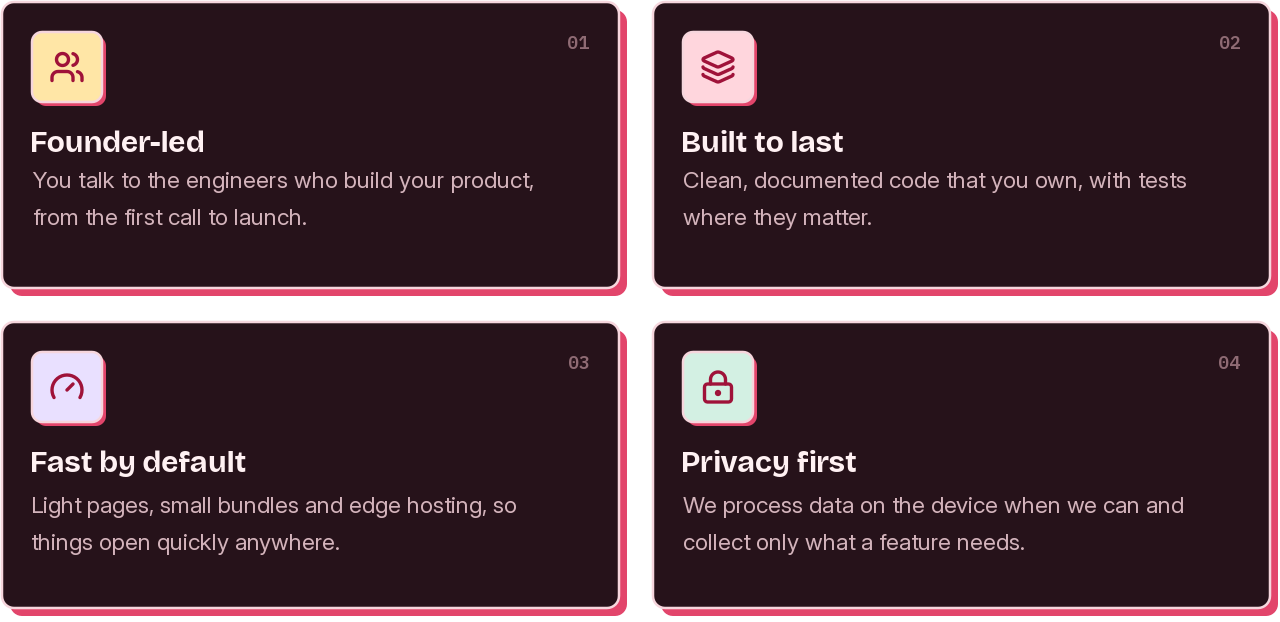 01
Founder-led
You talk to the engineers who build your product,
from the first call to launch.
02
Built to last
Clean, documented code that you own, with tests
where they matter.
03
Fast by default
Light pages, small bundles and edge hosting, so
things open quickly anywhere.
04
Privacy first
We process data on the device when we can and
collect only what a feature needs.